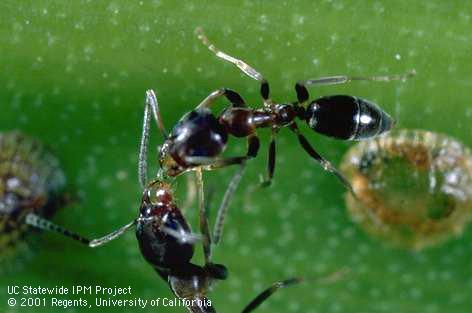 UC Statewide IPM Project
© 2001 Regents, University of California